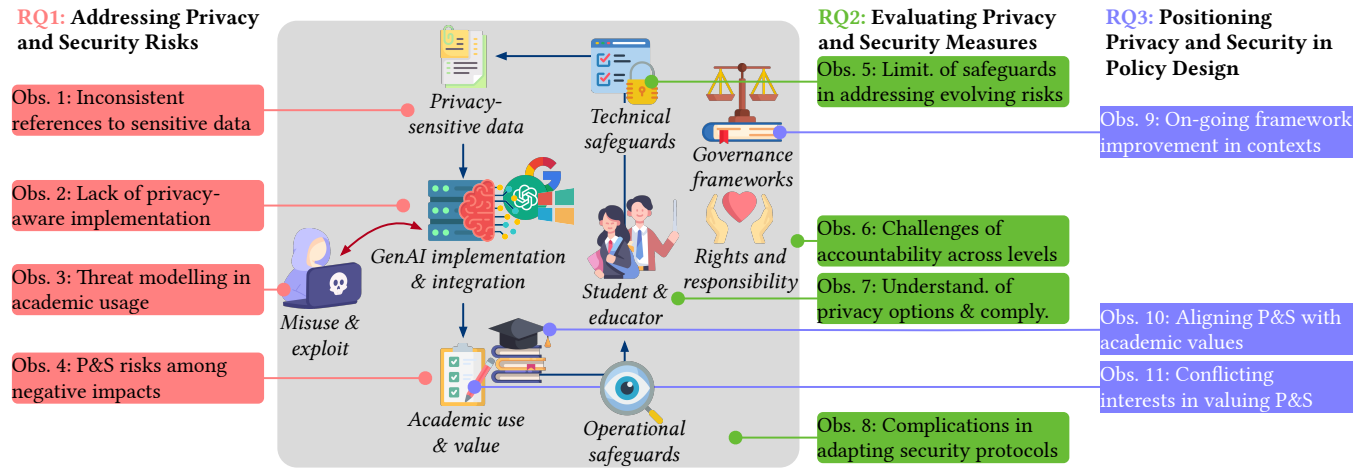 RQ1: Addressing Privacy
and Security Risks
Obs. 1: Inconsistent
references to sensitive data
Obs. 2: Lack of privacy-
aware implementation
Obs. 3: Threat modelling in
academic usage
Obs. 4: P&S risks among
negative impacts
Privacy-
sensitive data
Technical
safeguards
Governance
frameworks
GenAI implementation
& integration
Misuse &
exploit
Student &
educator
Rights and
responsibility
Academic use
& value
Operational
safeguards
RQ2: Evaluating Privacy
and Security Measures
Obs. 5: Limit. of safeguards
in addressing evolving risks
Obs. 6: Challenges of
accountability across levels
Obs. 7: Understand. of
privacy options & comply.
Obs. 8: Complications in
adapting security protocols
RQ3: Positioning
Privacy and Security in
Policy Design
Obs. 9: On-going framework
improvement in contexts
Obs. 10: Aligning P&S with
academic values
Obs. 11: Conflicting
interests in valuing P&S